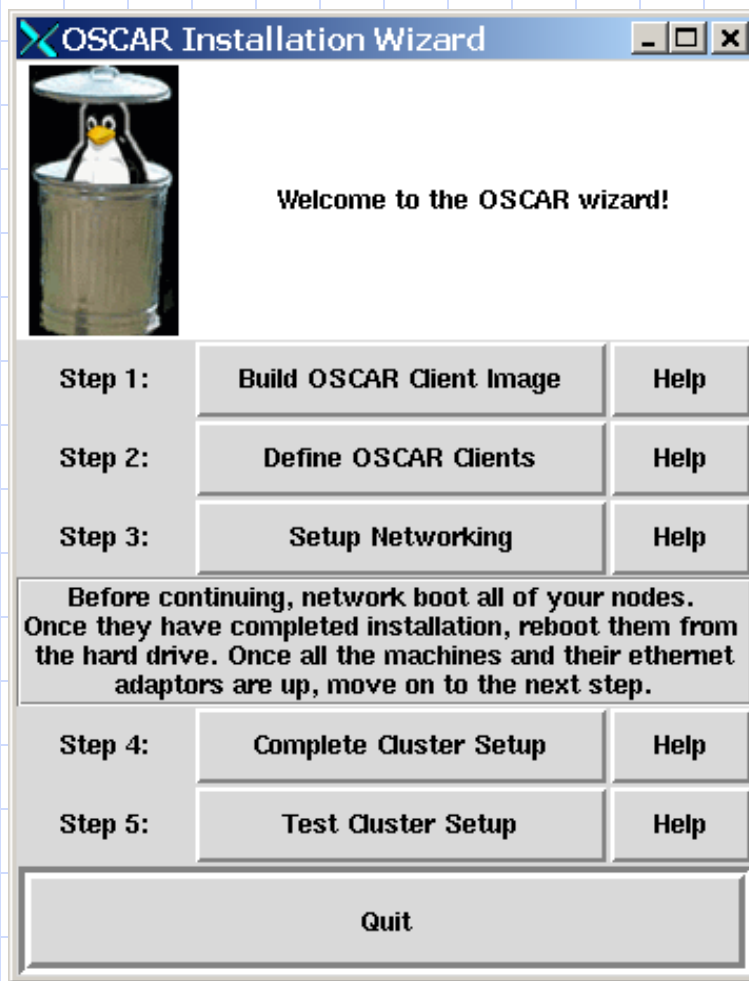 OSCAR Installation Wizard
Welcome to the OSCAR wizard!
Step 1: Build OSCAR Client Image Help
Step 2: Define OSCAR Clients Help
Step 3: Setup Networking Help
Before continuing, network boot all of your nodes.
Once they have completed installation, reboot them from
the hard drive. Once all the machines and their ethernet
adaptors are up, move on to the next step.
Step 4: Complete Cluster Setup Help
Step 5: Test Cluster Setup Help
Quit